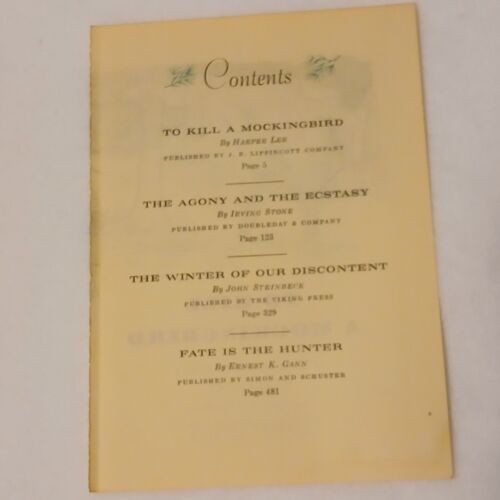 Contents
TO KILL A MOCKINGBIRD
By HARPER LEE
PUBLISHED BY J. B. LIPPINCOTT COMPANY
Page 5
THE AGONY AND THE ECSTASY
By IRVING STONE
PUBLISHED BY DOUBLEDAY & COMPANY
Page 123
THE WINTER OF OUR DISCONTENT
By JOHN STEINBECK
PUBLISHED BY THE VIKING PRESS
Page 329
FATE IS THE HUNTER
By ERNEST K. GANN
PUBLISHED BY SIMON AND SCHUSTER
Page 481